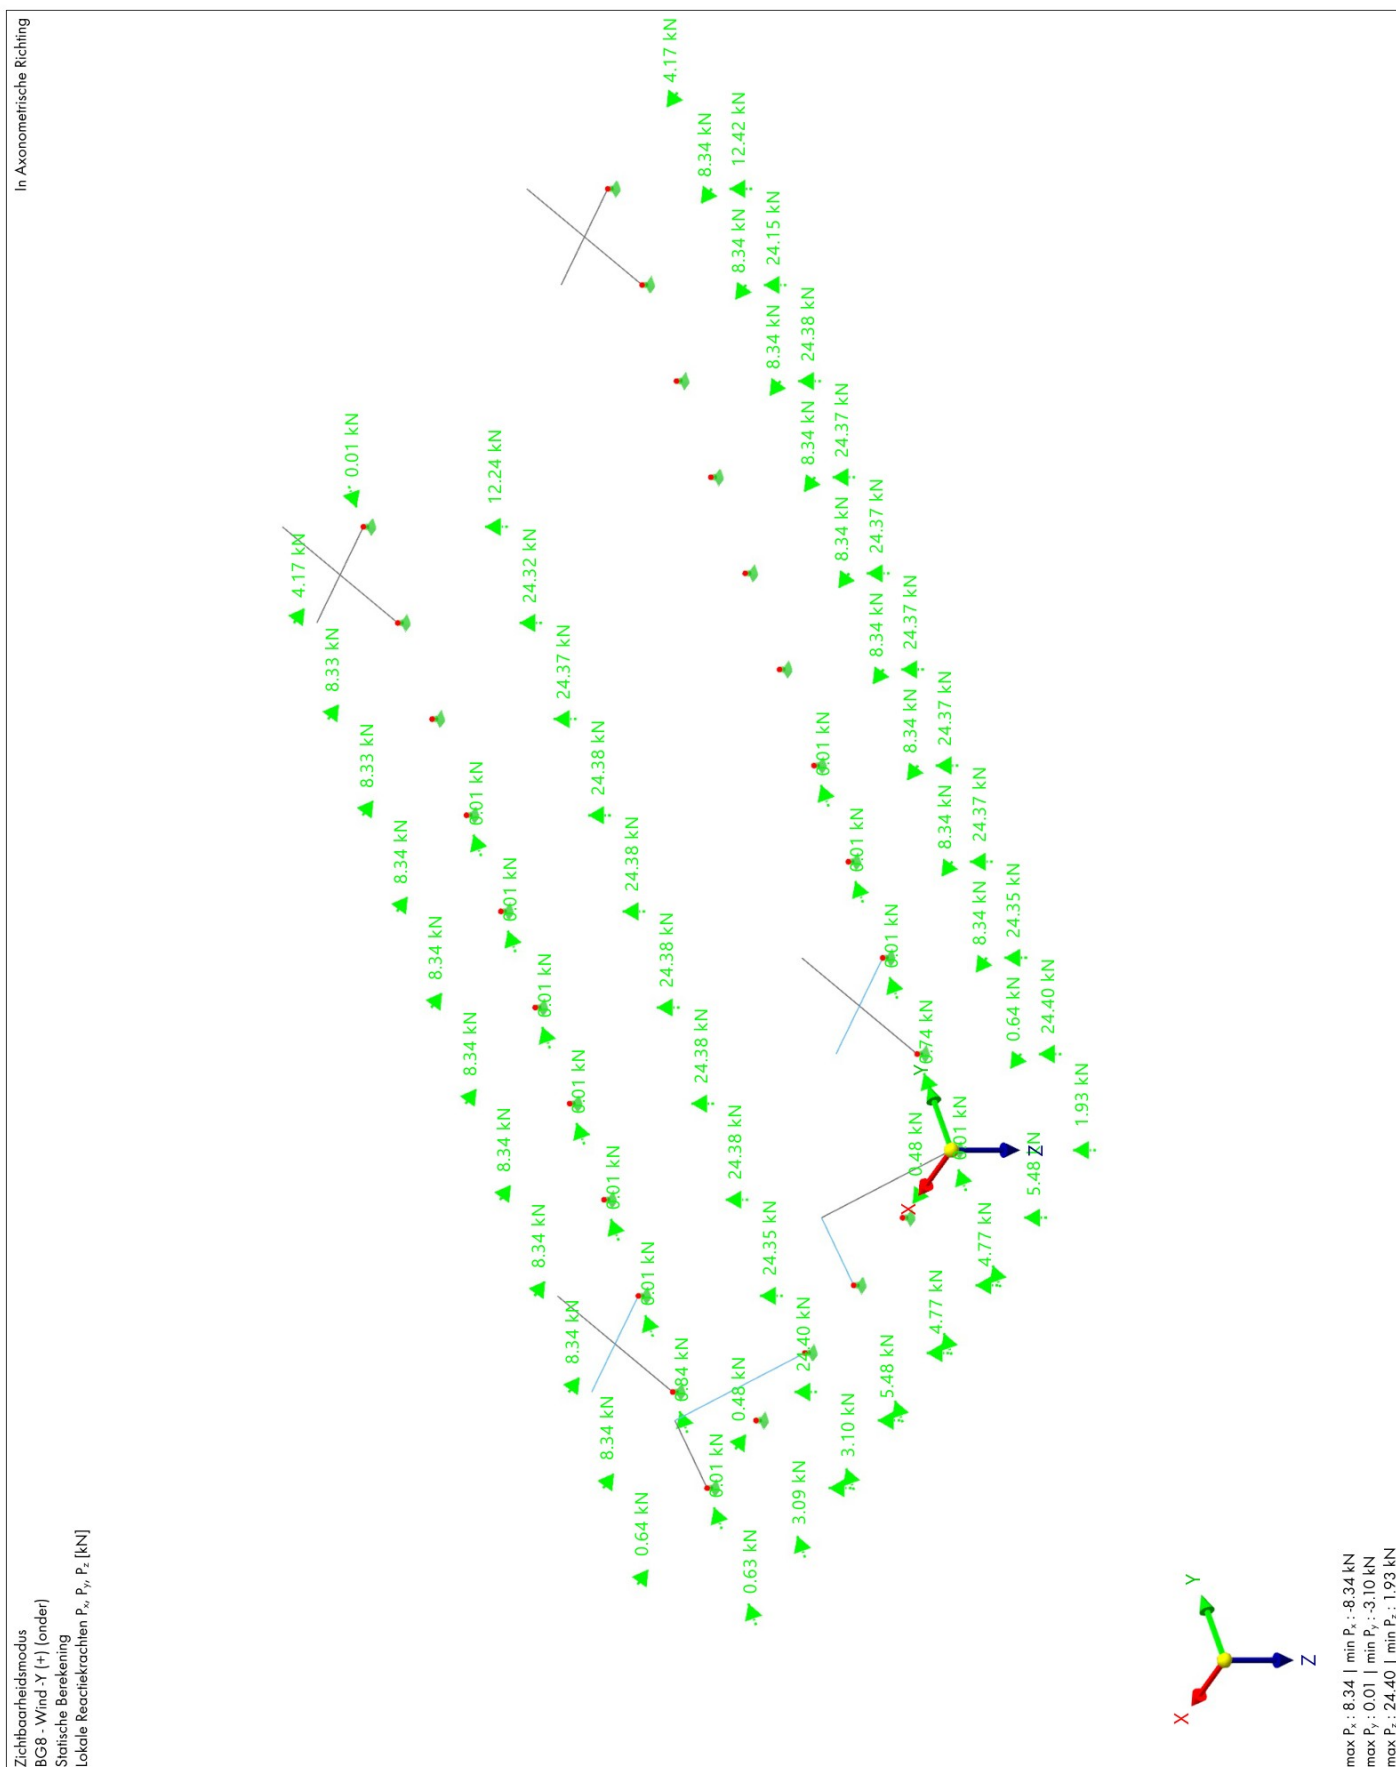 Zichtbaarheidsmodus
In Axonometrische Richting
BG8 - Wind -Y (+) (onder)
Statische Berekening
Lokale Reactiekrachten Px, Py, Pz [kN]
4.17 kN
8.33 kN
8.33 kN
8.34 kN
8.34 kN
8.34 kN
8.34 kN
8.34 kN
8.34 kN
8.34 kN
0.64 kN
0.01 kN
0.01 kN
0.01 kN
0.01 kN
0.01 kN
0.01 kN
0.01 kN
0.84 kN
0.01 kN
0.63 kN
12.24 kN
24.32 kN
24.37 kN
24.38 kN
24.38 kN
24.38 kN
24.38 kN
24.38 kN
24.35 kN
24.40 kN
0.48 kN
3.09 kN
3.10 kN
5.48 kN
4.77 kN
4.77 kN
5.48 kN
4.17 kN
8.34 kN
8.34 kN
8.34 kN
8.34 kN
8.34 kN
8.34 kN
8.34 kN
8.34 kN
8.34 kN
0.64 kN
12.42 kN
24.15 kN
24.38 kN
24.37 kN
24.37 kN
24.37 kN
24.37 kN
24.37 kN
24.35 kN
24.40 kN
1.93 kN
0.01 kN
0.01 kN
0.01 kN
0.74 kN
0.01 kN
0.48 kN
X
Y
Z
X
Y
Z
max Px : 8.34 | min Px : -8.34 kN
max Py : 0.01 | min Py : -3.10 kN
max Pz : 24.40 | min Pz : 1.93 kN